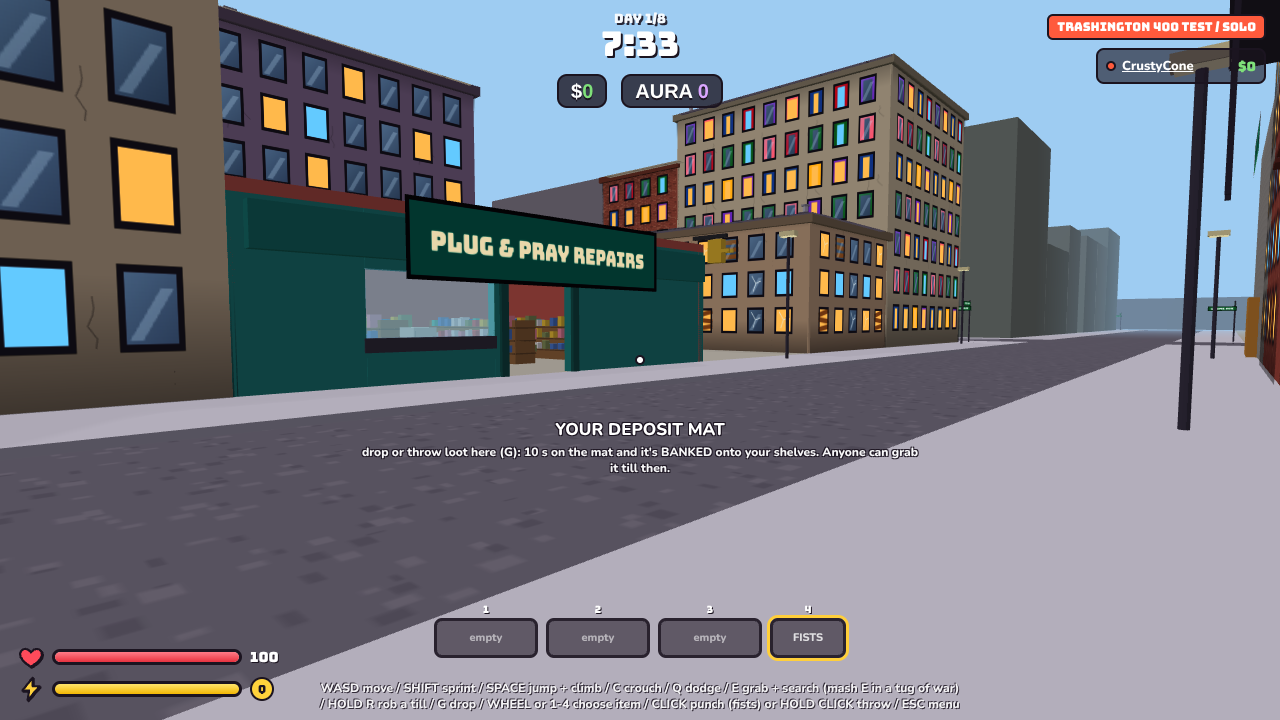 DAY 1/8
7:33
$0
AURA 0
TRASHINGTON 400 TEST / SOLO
CrustyCone
$0
PLUG & PRAY REPAIRS
YOUR DEPOSIT MAT
drop or throw loot here (G): 10 s on the mat and it's BANKED onto your shelves. Anyone can grab
it till then.
1
2
3
4
empty
empty
empty
FISTS
100
0
WASD move / SHIFT sprint / SPACE jump + climb / C crouch / Q dodge / E grab + search (mash E in a tug of war)
/ HOLD R rob a till / G drop / WHEEL or 1-4 choose item / CLICK punch (fists) or HOLD CLICK throw / ESC menu